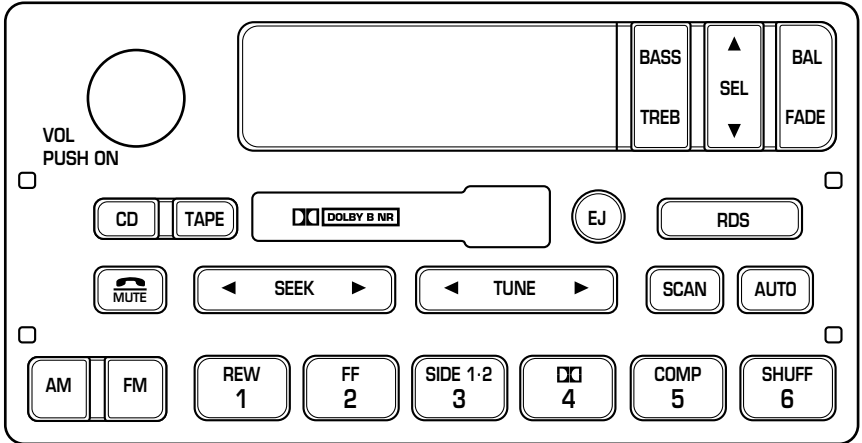 BASS
TREB
▲
SEL
▼
BAL
FADE
VOL
PUSH ON
CD
TAPE
DOLBY B NR
EJ
RDS
MUTE
◄ SEEK ►
◄ TUNE ►
SCAN
AUTO
AM
FM
REW
1
FF
2
SIDE 1·2
3
4
COMP
5
SHUFF
6